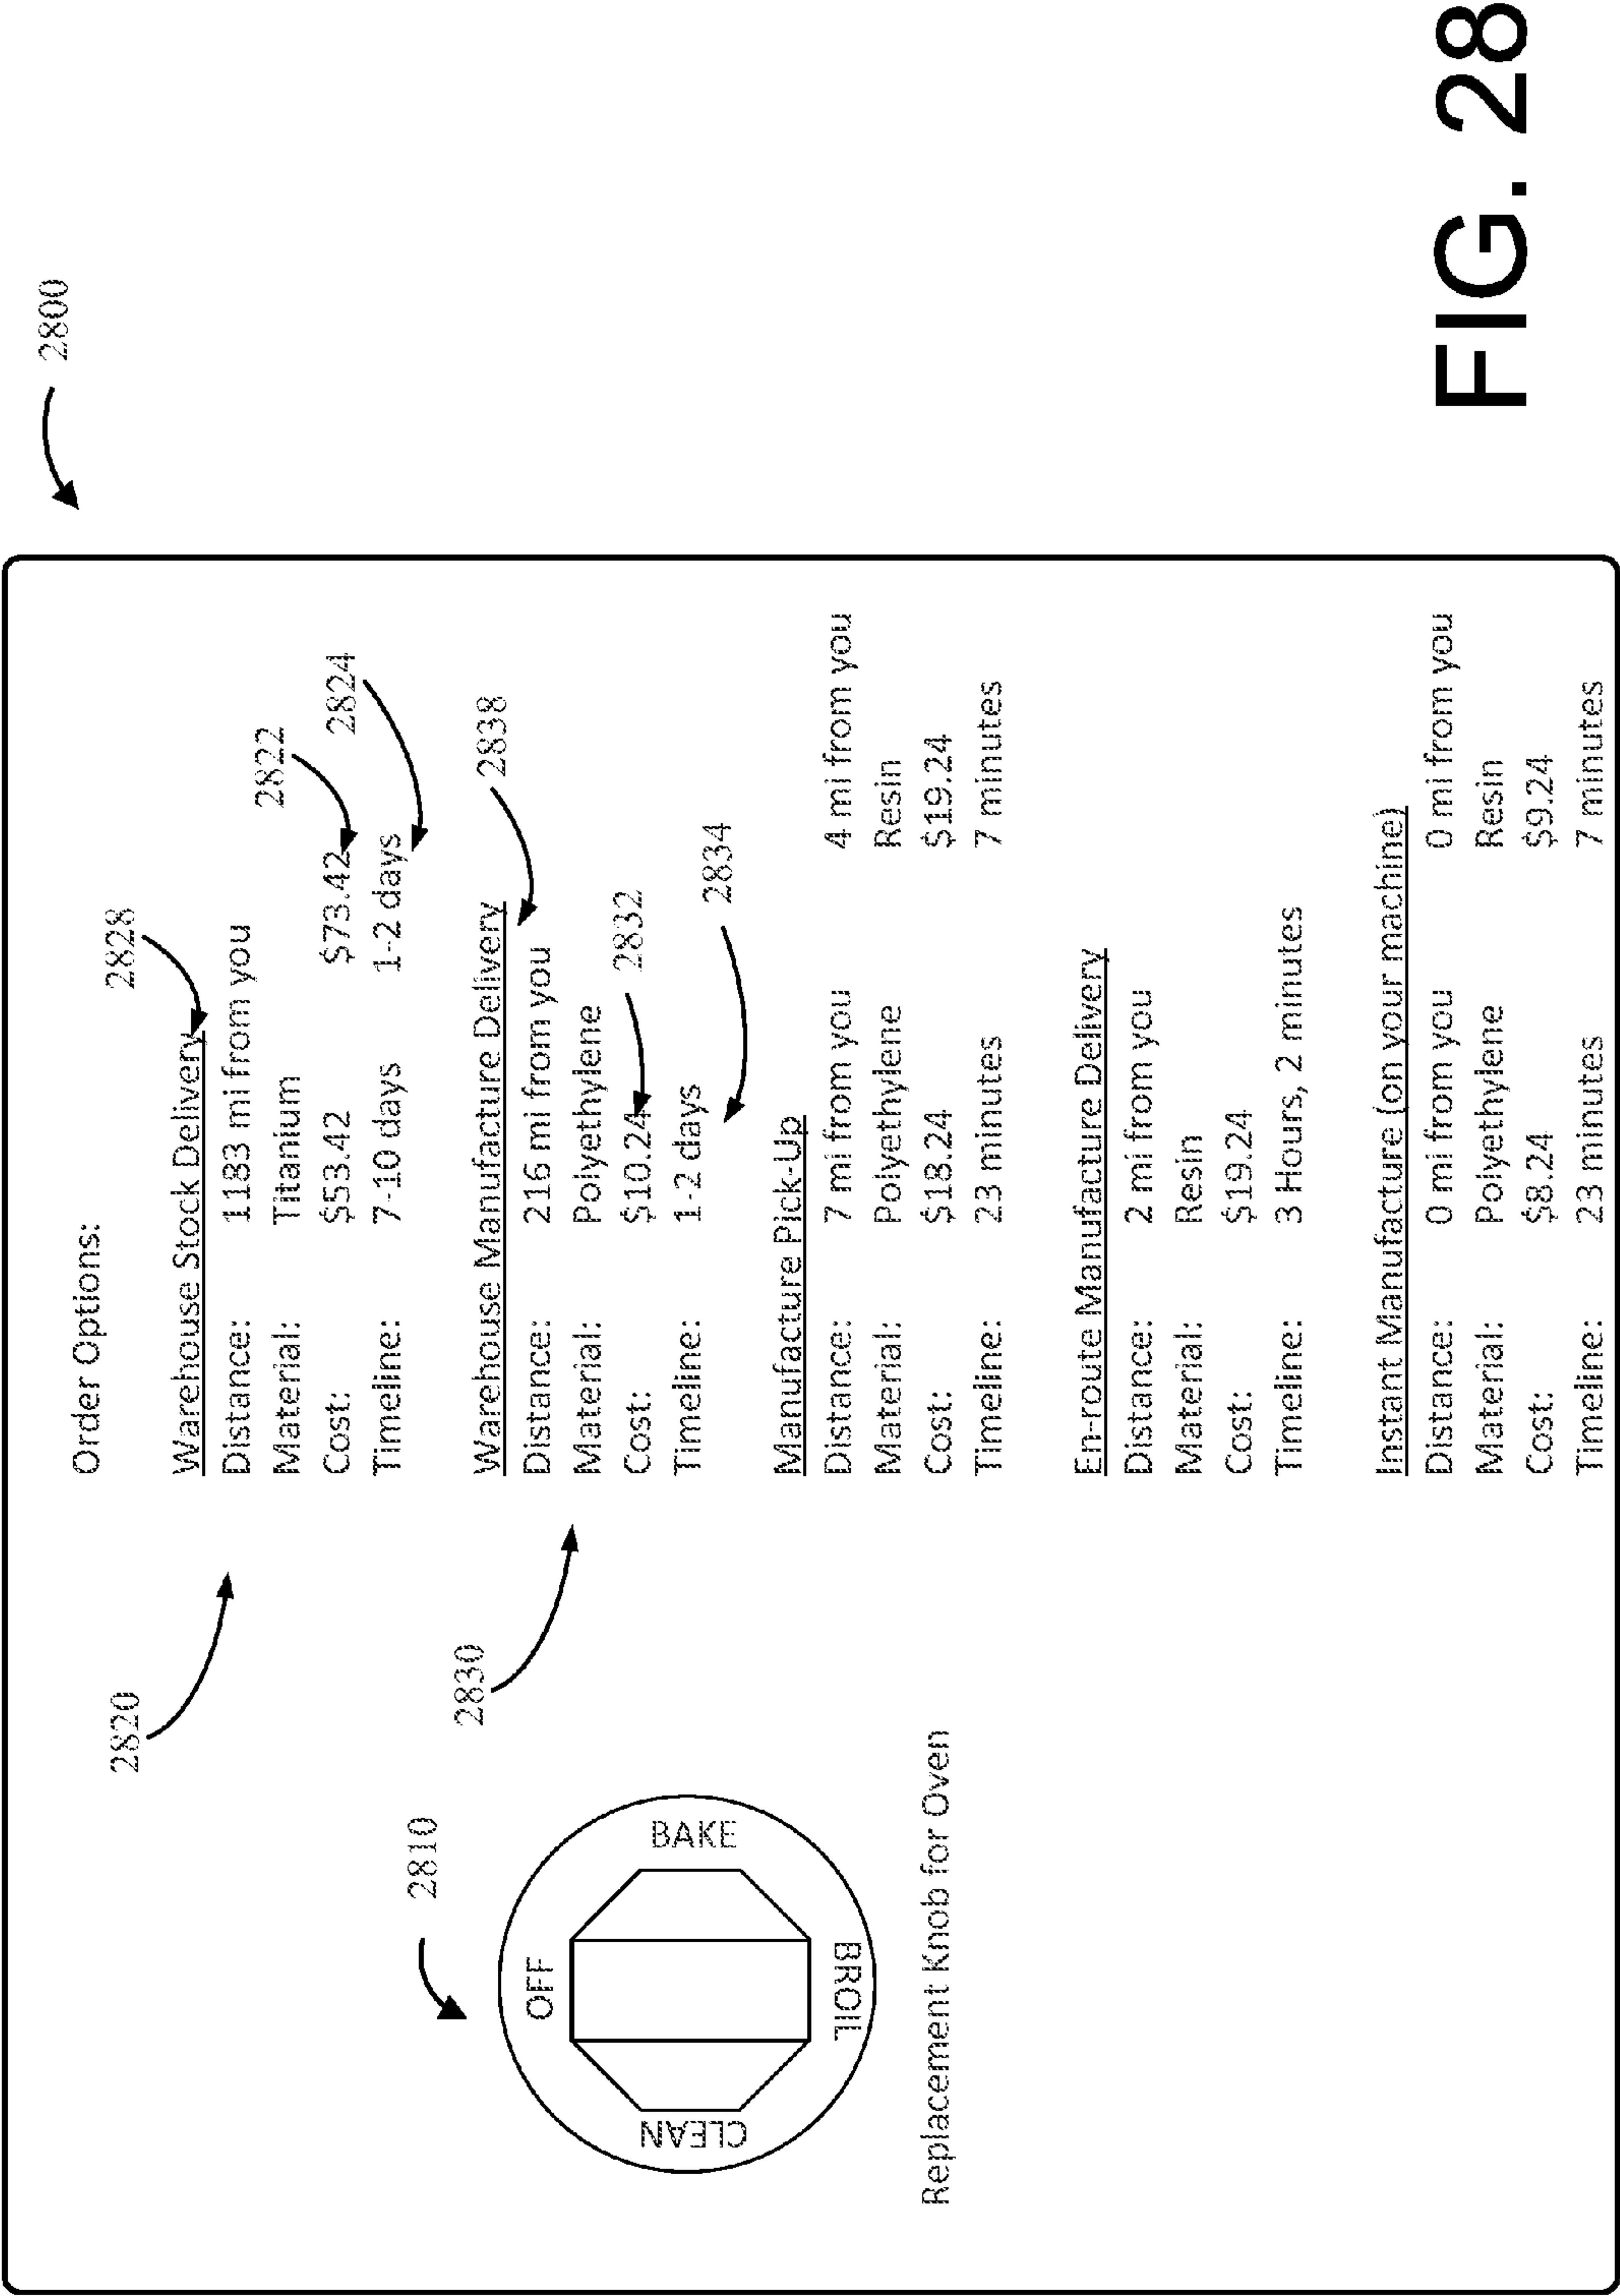 2800
Order Options:
2828
2820
Warehouse Stock Delivery
Distance: 1183 mi from you
Material: Titanium
2822
Cost: $53.42 $73.42
2824
Timeline: 7-10 days 1-2 days
2830
2838
Warehouse Manufacture Delivery
Distance: 216 mi from you
Material: Polyethylene
2832
Cost: $10.24
Timeline: 1-2 days
2834
Manufacture Pick-Up
Distance: 7 mi from you 4 mi from you
Material: Polyethylene Resin
Cost: $18.24 $19.24
Timeline: 23 minutes 7 minutes
En-route Manufacture Delivery
Distance: 2 mi from you
Material: Resin
Cost: $19.24
Timeline: 3 Hours, 2 minutes
Instant Manufacture (on your machine)
Distance: 0 mi from you 0 mi from you
Material: Polyethylene Resin
Cost: $8.24 $9.24
Timeline: 23 minutes 7 minutes
2810
OFF
CLEAN
BAKE
BROIL
Replacement Knob for Oven
FIG. 28